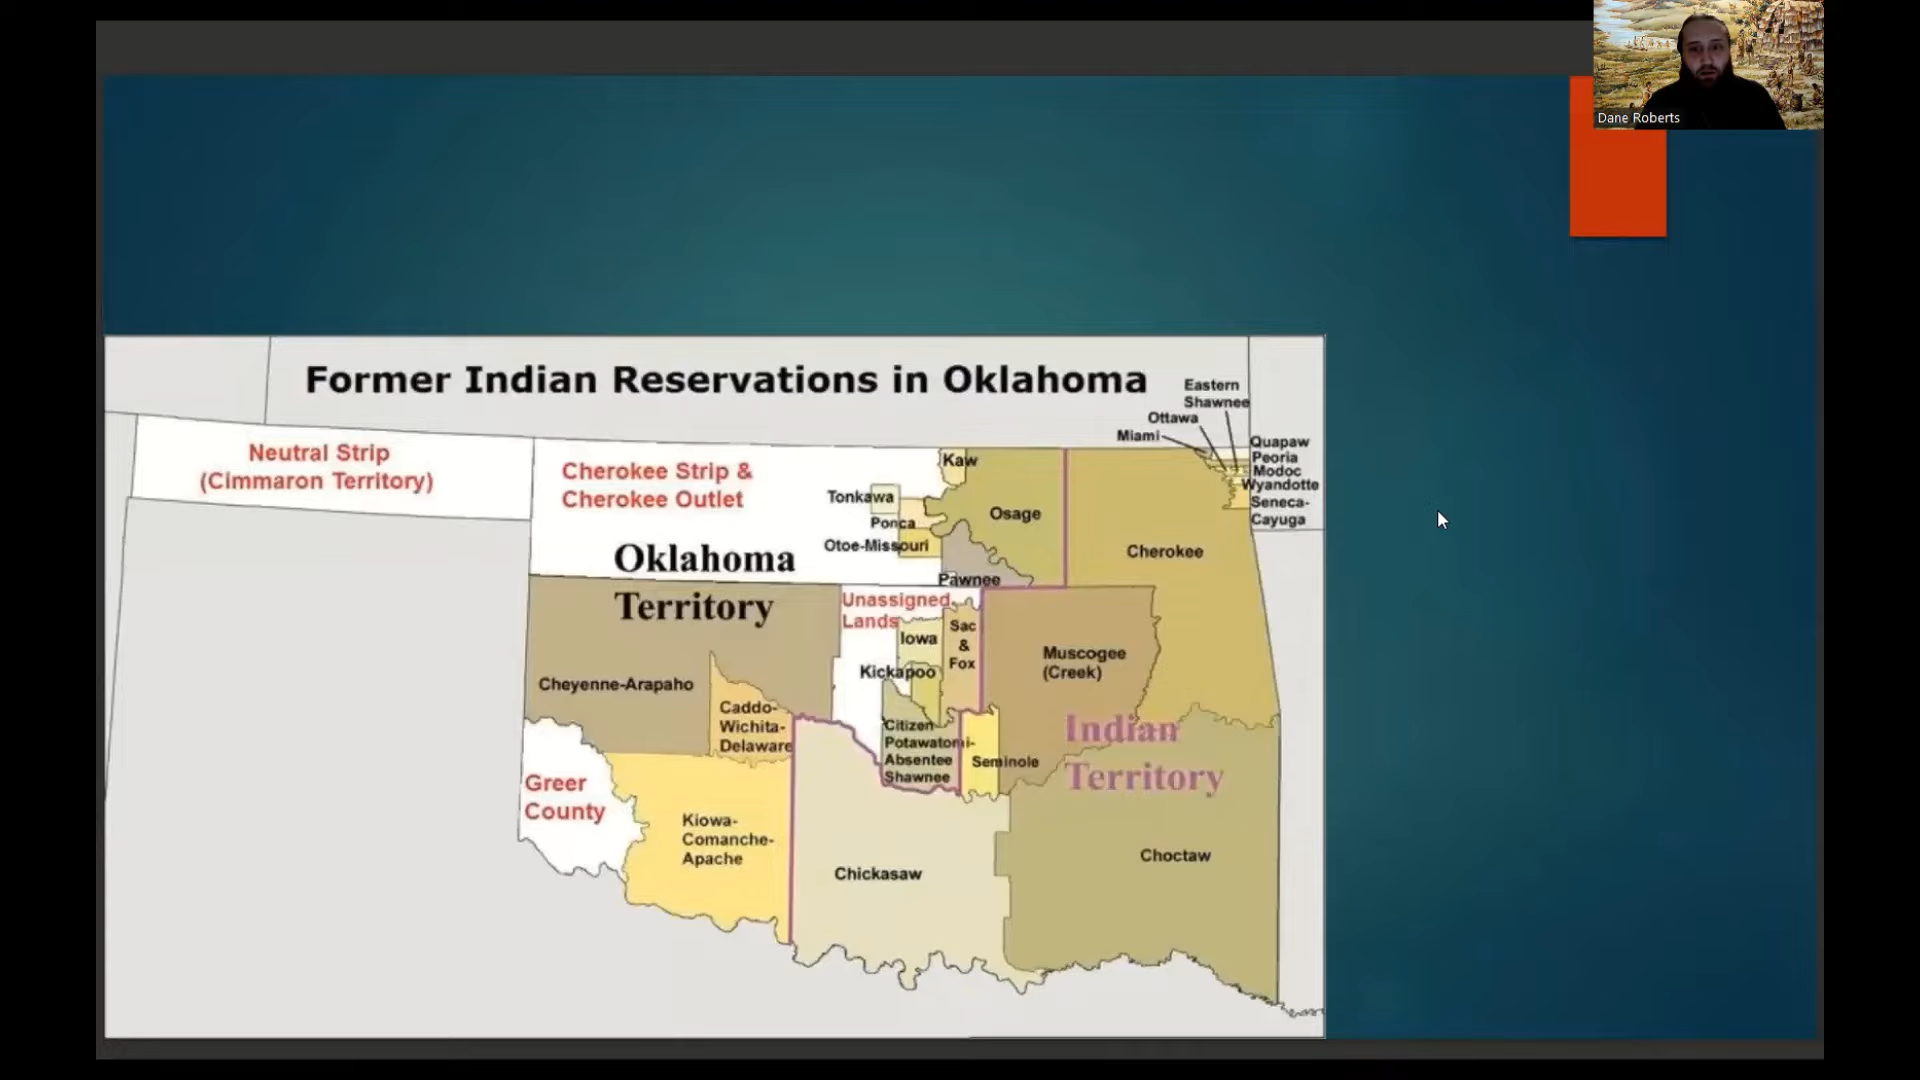 Dane Roberts
Former Indian Reservations in Oklahoma
Eastern
Shawnee
Ottawa
Miami
Quapaw
Peoria
Modoc
Wyandotte
Seneca-
Cayuga
Neutral Strip
(Cimmaron Territory)
Cherokee Strip &
Cherokee Outlet
Kaw
Tonkawa
Ponca
Osage
Otoe-Missouri
Cherokee
Pawnee
Oklahoma
Territory
Unassigned
Lands
Iowa
Sac
&
Fox
Kickapoo
Muscogee
(Creek)
Cheyenne-Arapaho
Caddo-
Wichita-
Delaware
Citizen
Potawatomi-
Absentee
Shawnee
Seminole
Indian
Territory
Greer
County
Kiowa-
Comanche-
Apache
Chickasaw
Choctaw